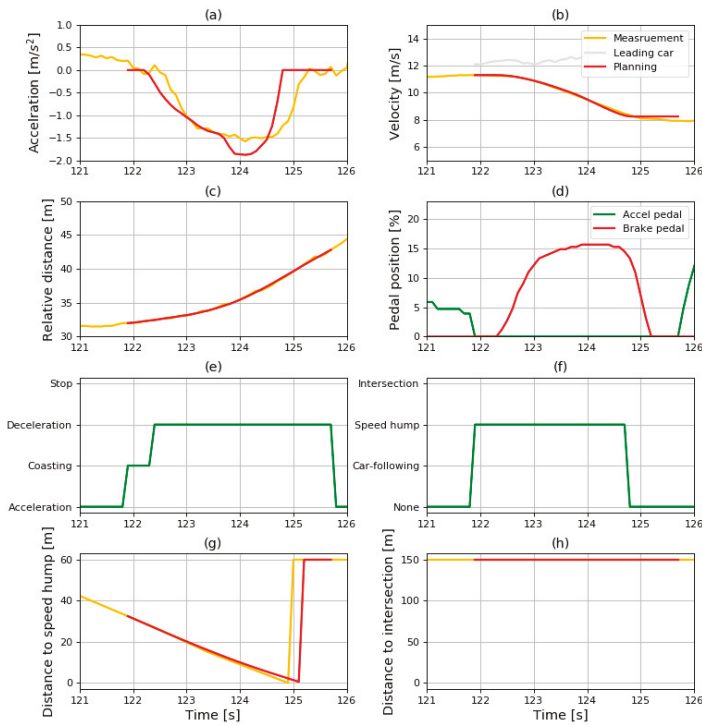 (a)
Accelration [m/s²]
1.0
0.5
0.0
−0.5
−1.0
−1.5
−2.0
121 122 123 124 125 126
(b)
Velocity [m/s]
14
12
10
8
6
Measruement
Leading car
Planning
121 122 123 124 125 126
(c)
Relative distance [m]
50
45
40
35
30
121 122 123 124 125 126
(d)
Pedal position [%]
20
15
10
5
0
Accel pedal
Brake pedal
121 122 123 124 125 126
(e)
Stop
Deceleration
Coasting
Acceleration
121 122 123 124 125 126
(f)
Intersection
Speed hump
Car-following
None
121 122 123 124 125 126
(g)
Distance to speed hump [m]
60
40
20
0
121 122 123 124 125 126
Time [s]
(h)
Distance to intersection [m]
150
100
50
0
121 122 123 124 125 126
Time [s]